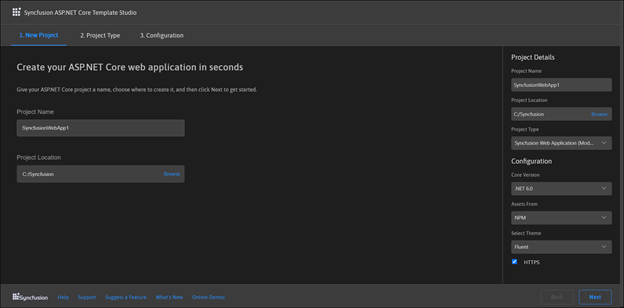 Syncfusion ASP.NET Core Template Studio
1. New Project
2. Project Type
3. Configuration
Create your ASP.NET Core web application in seconds
Give your ASP.NET Core project a name, choose where to create it, and then click Next to get started.
Project Name
SyncfusionWebApp1
Project Location
C:/Syncfusion
Browse
Project Details
Project Name
SyncfusionWebApp1
Project Location
C:/Syncfusion
Browse
Project Type
Syncfusion Web Application (Mod...
Configuration
Core Version
.NET 6.0
Assets From
NPM
Select Theme
Fluent
HTTPS
Syncfusion
Help
Support
Suggest a Feature
What's New
Online Demos
Back
Next